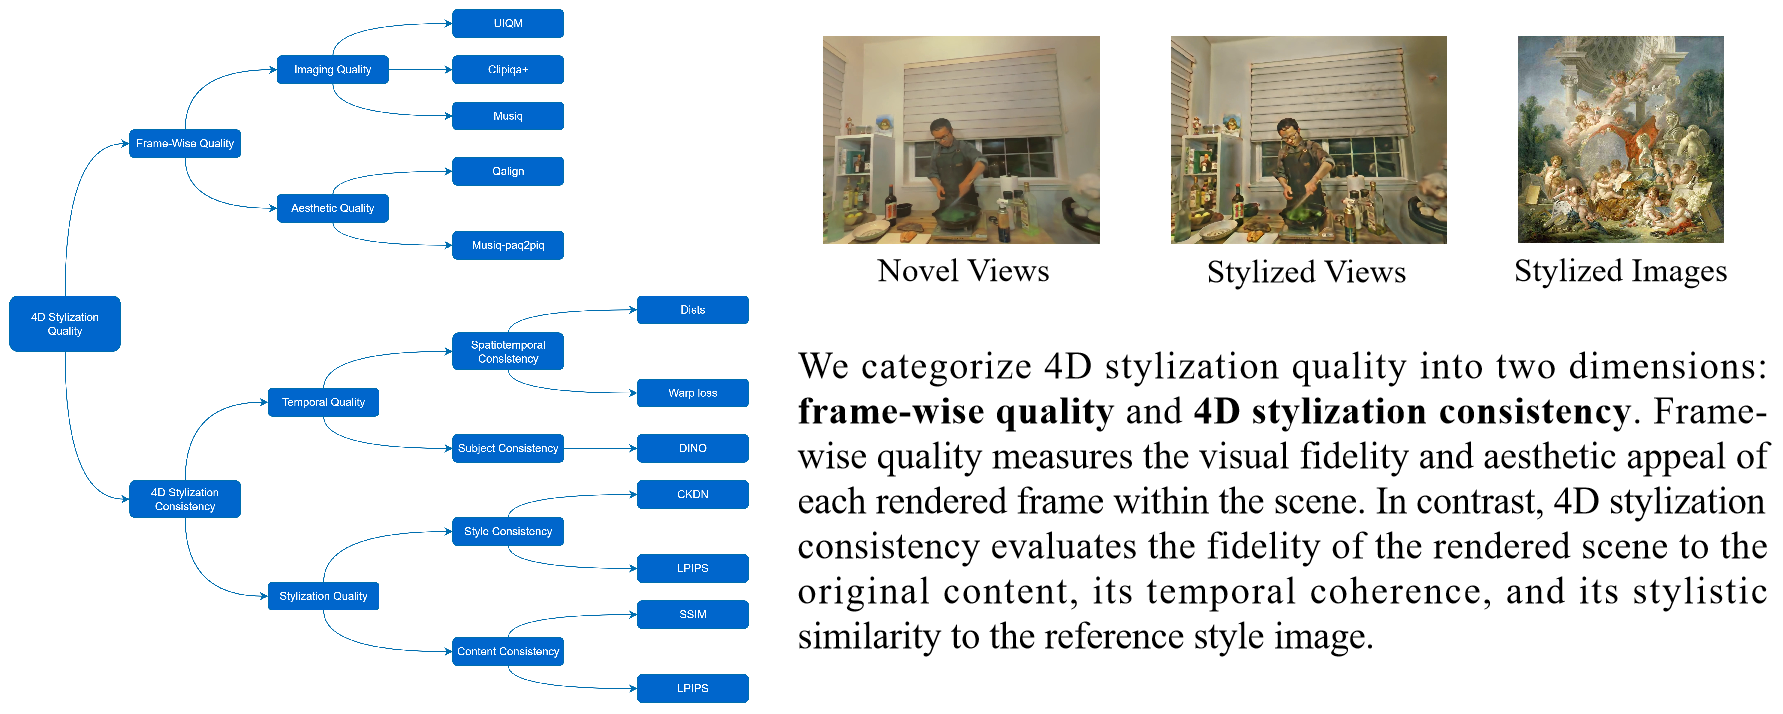 UIQM
Imaging Quality
Clipiqa+
Musiq
Frame-Wise Quality
Qalign
Aesthetic Quality
Musiq-paq2piq
4D Stylization
Quality
Dists
Spatiotemporal
Consistency
Warp loss
Temporal Quality
Subject Consistency
DINO
4D Stylization
Consistency
CKDN
Style Consistency
LPIPS
Stylization Quality
SSIM
Content Consistency
LPIPS
Novel Views
Stylized Views
Stylized Images
We categorize 4D stylization quality into two dimensions:
frame-wise quality and 4D stylization consistency. Frame-
wise quality measures the visual fidelity and aesthetic appeal of
each rendered frame within the scene. In contrast, 4D stylization
consistency evaluates the fidelity of the rendered scene to the
original content, its temporal coherence, and its stylistic
similarity to the reference style image.